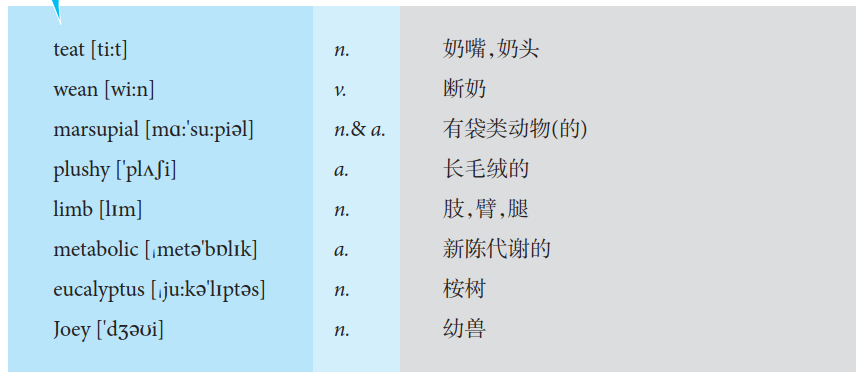 teat [ti:t] n. 奶嘴,奶头
wean [wi:n] v. 断奶
marsupial [mɑ:ˈsu:piəl] n.& a. 有袋类动物(的)
plushy [ˈplʌʃi] a. 长毛绒的
limb [lɪm] n. 肢,臂,腿
metabolic [ˌmetəˈbɒlɪk] a. 新陈代谢的
eucalyptus [ˌju:kəˈlɪptəs] n. 桉树
Joey [ˈdʒəʊi] n. 幼兽